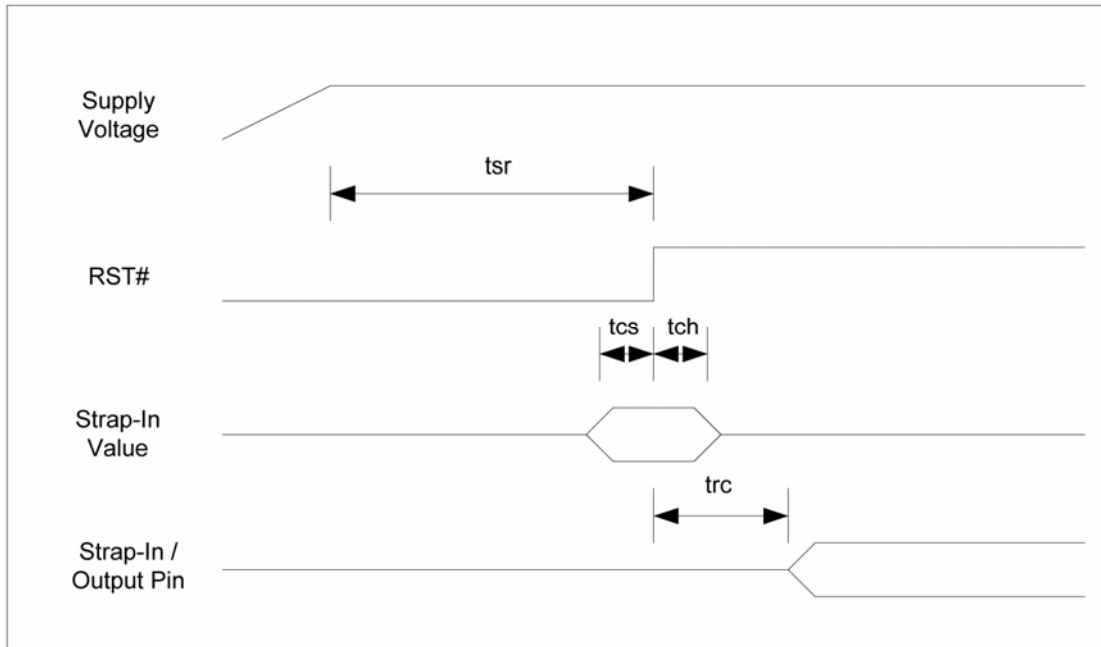 Supply
Voltage
tsr
RST#
tcs
tch
Strap-In
Value
trc
Strap-In /
Output Pin